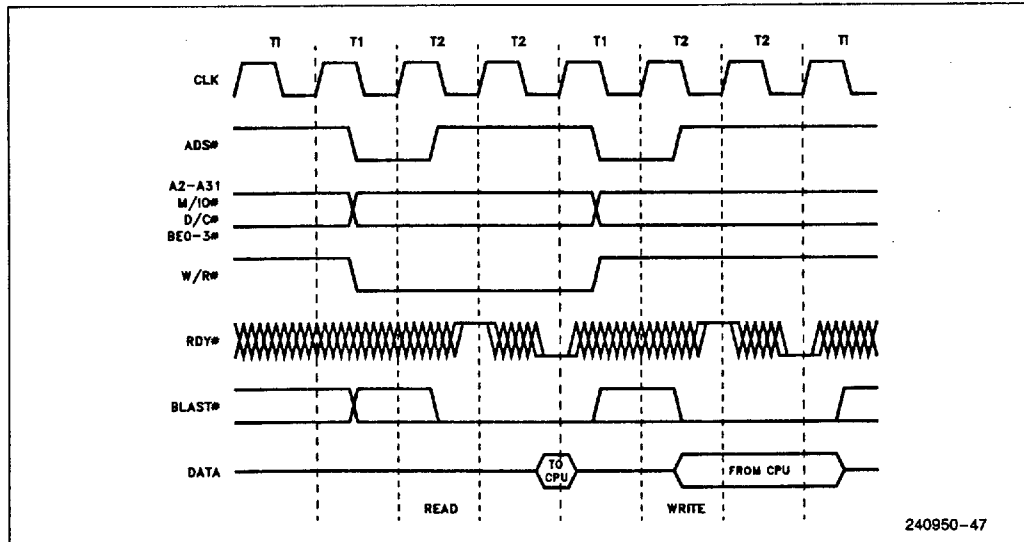 Ti T1 T2 T2 T1 T2 T2 Ti
CLK
ADS#
A2-A31
M/IO#
D/C#
BE0-3#
W/R#
RDY#
BLAST#
DATA
TO
CPU
FROM CPU
READ
WRITE
240950-47